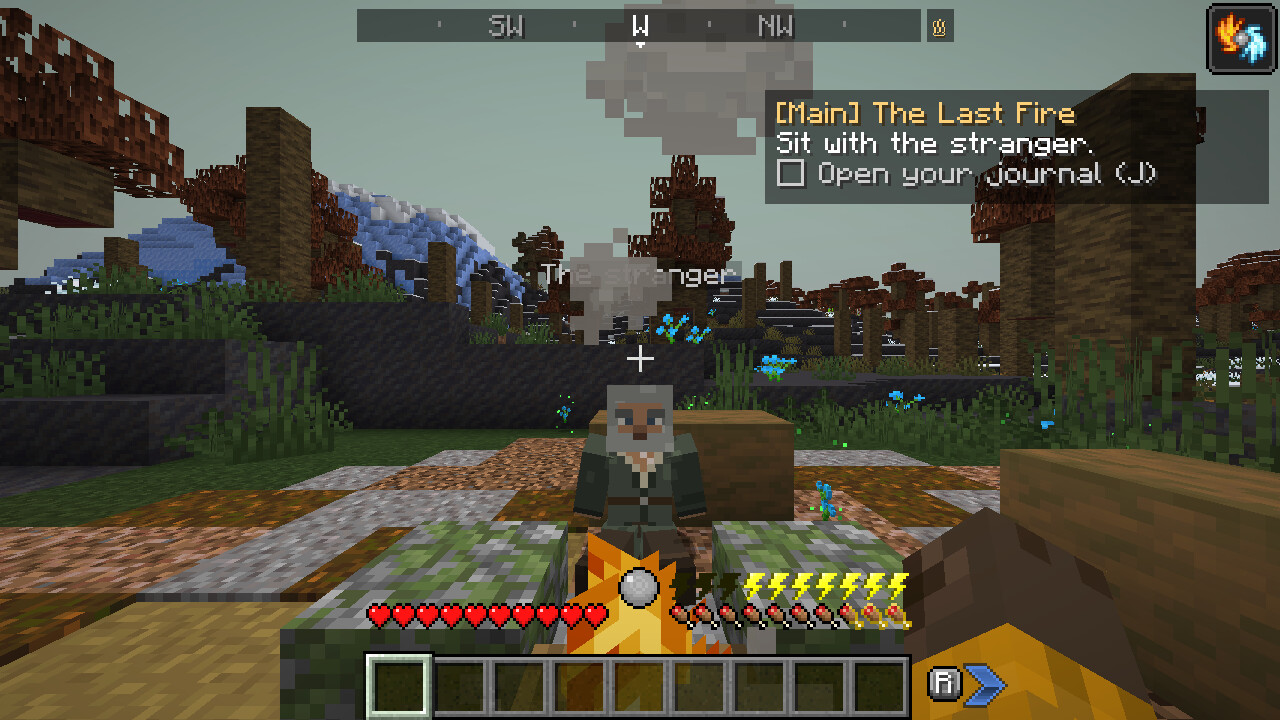 SW W NW
[Main] The Last Fire
Sit with the stranger.
Open your journal (J)
The stranger
R